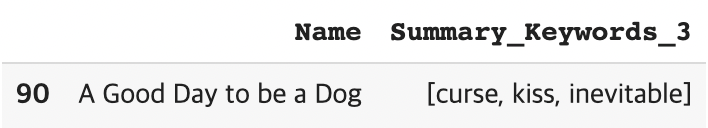 Name Summary_Keywords_3
90 A Good Day to be a Dog [curse, kiss, inevitable]